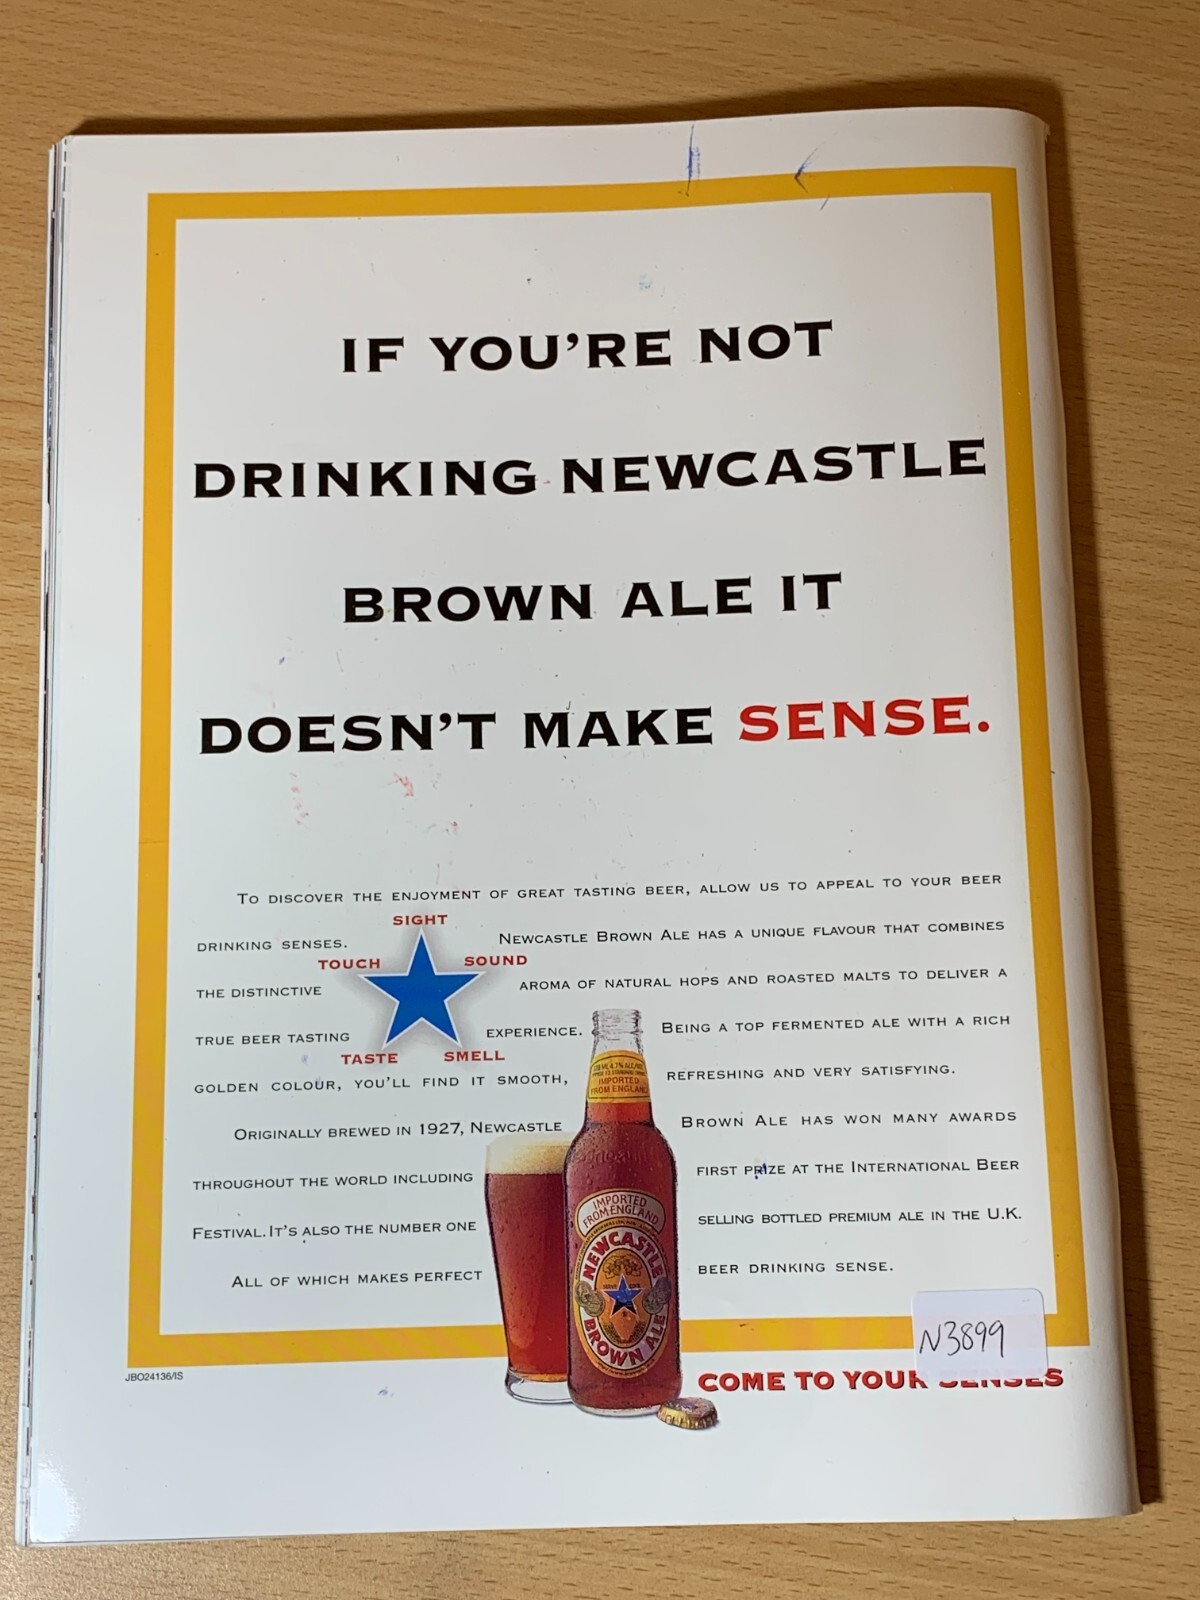 IF YOU'RE NOT
DRINKING NEWCASTLE
BROWN ALE IT
DOESN'T MAKE SENSE.
TO DISCOVER THE ENJOYMENT OF GREAT TASTING BEER, ALLOW US TO APPEAL TO YOUR BEER
SIGHT
DRINKING SENSES. NEWCASTLE BROWN ALE HAS A UNIQUE FLAVOUR THAT COMBINES
TOUCH SOUND
THE DISTINCTIVE AROMA OF NATURAL HOPS AND ROASTED MALTS TO DELIVER A
TRUE BEER TASTING EXPERIENCE. BEING A TOP FERMENTED ALE WITH A RICH
TASTE SMELL
GOLDEN COLOUR, YOU'LL FIND IT SMOOTH, REFRESHING AND VERY SATISFYING.
ORIGINALLY BREWED IN 1927, NEWCASTLE BROWN ALE HAS WON MANY AWARDS
THROUGHOUT THE WORLD INCLUDING FIRST PRIZE AT THE INTERNATIONAL BEER
FESTIVAL. IT'S ALSO THE NUMBER ONE SELLING BOTTLED PREMIUM ALE IN THE U.K.
ALL OF WHICH MAKES PERFECT BEER DRINKING SENSE.
IMPORTED
FROM ENGLAND
IMPORTED
FROM ENGLAND
NEWCASTLE
BROWN ALE
N3899
JBO24136/IS
COME TO YOUR SENSES